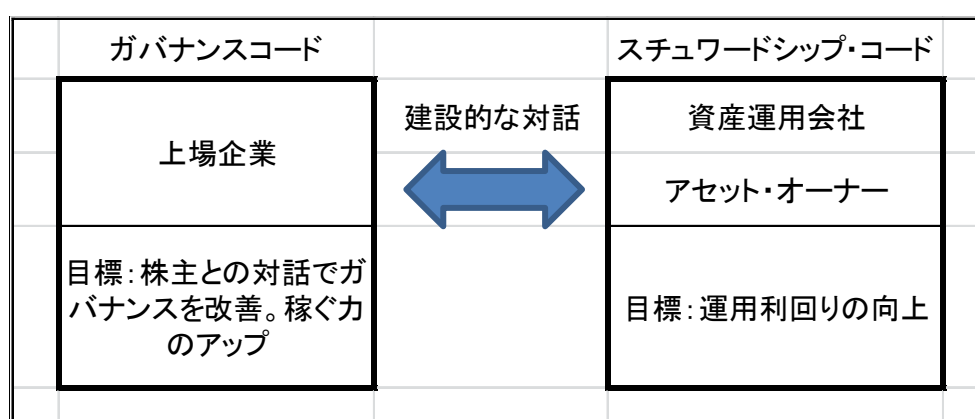 ガバナンスコード
スチュワードシップ・コード
上場企業
建設的な対話
資産運用会社
アセット・オーナー
目標：株主との対話でガ
バナンスを改善。稼ぐ力
のアップ
目標：運用利回りの向上